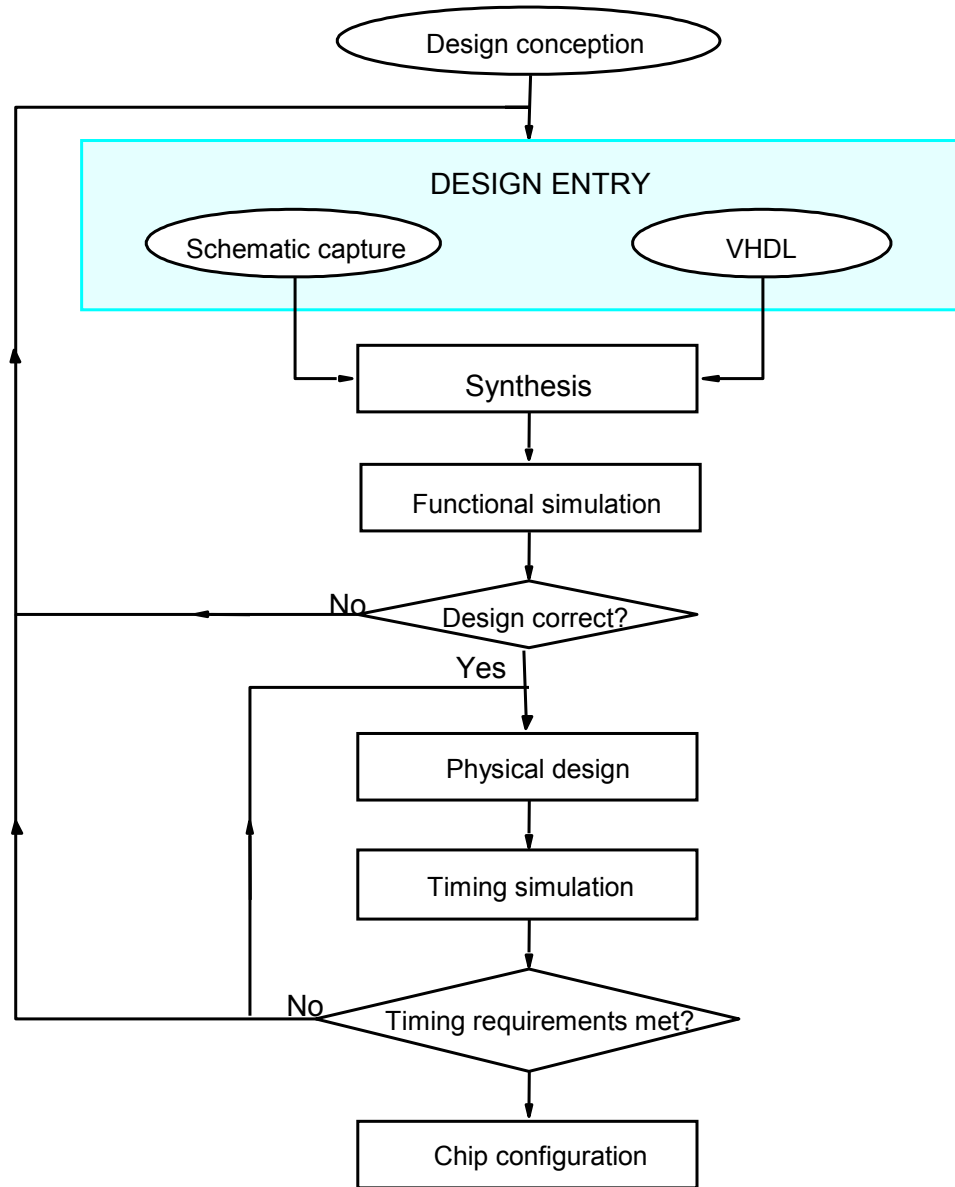 Design conception
DESIGN ENTRY
Schematic capture
VHDL
Synthesis
Functional simulation
No
Design correct?
Yes
Physical design
Timing simulation
No
Timing requirements met?
Chip configuration